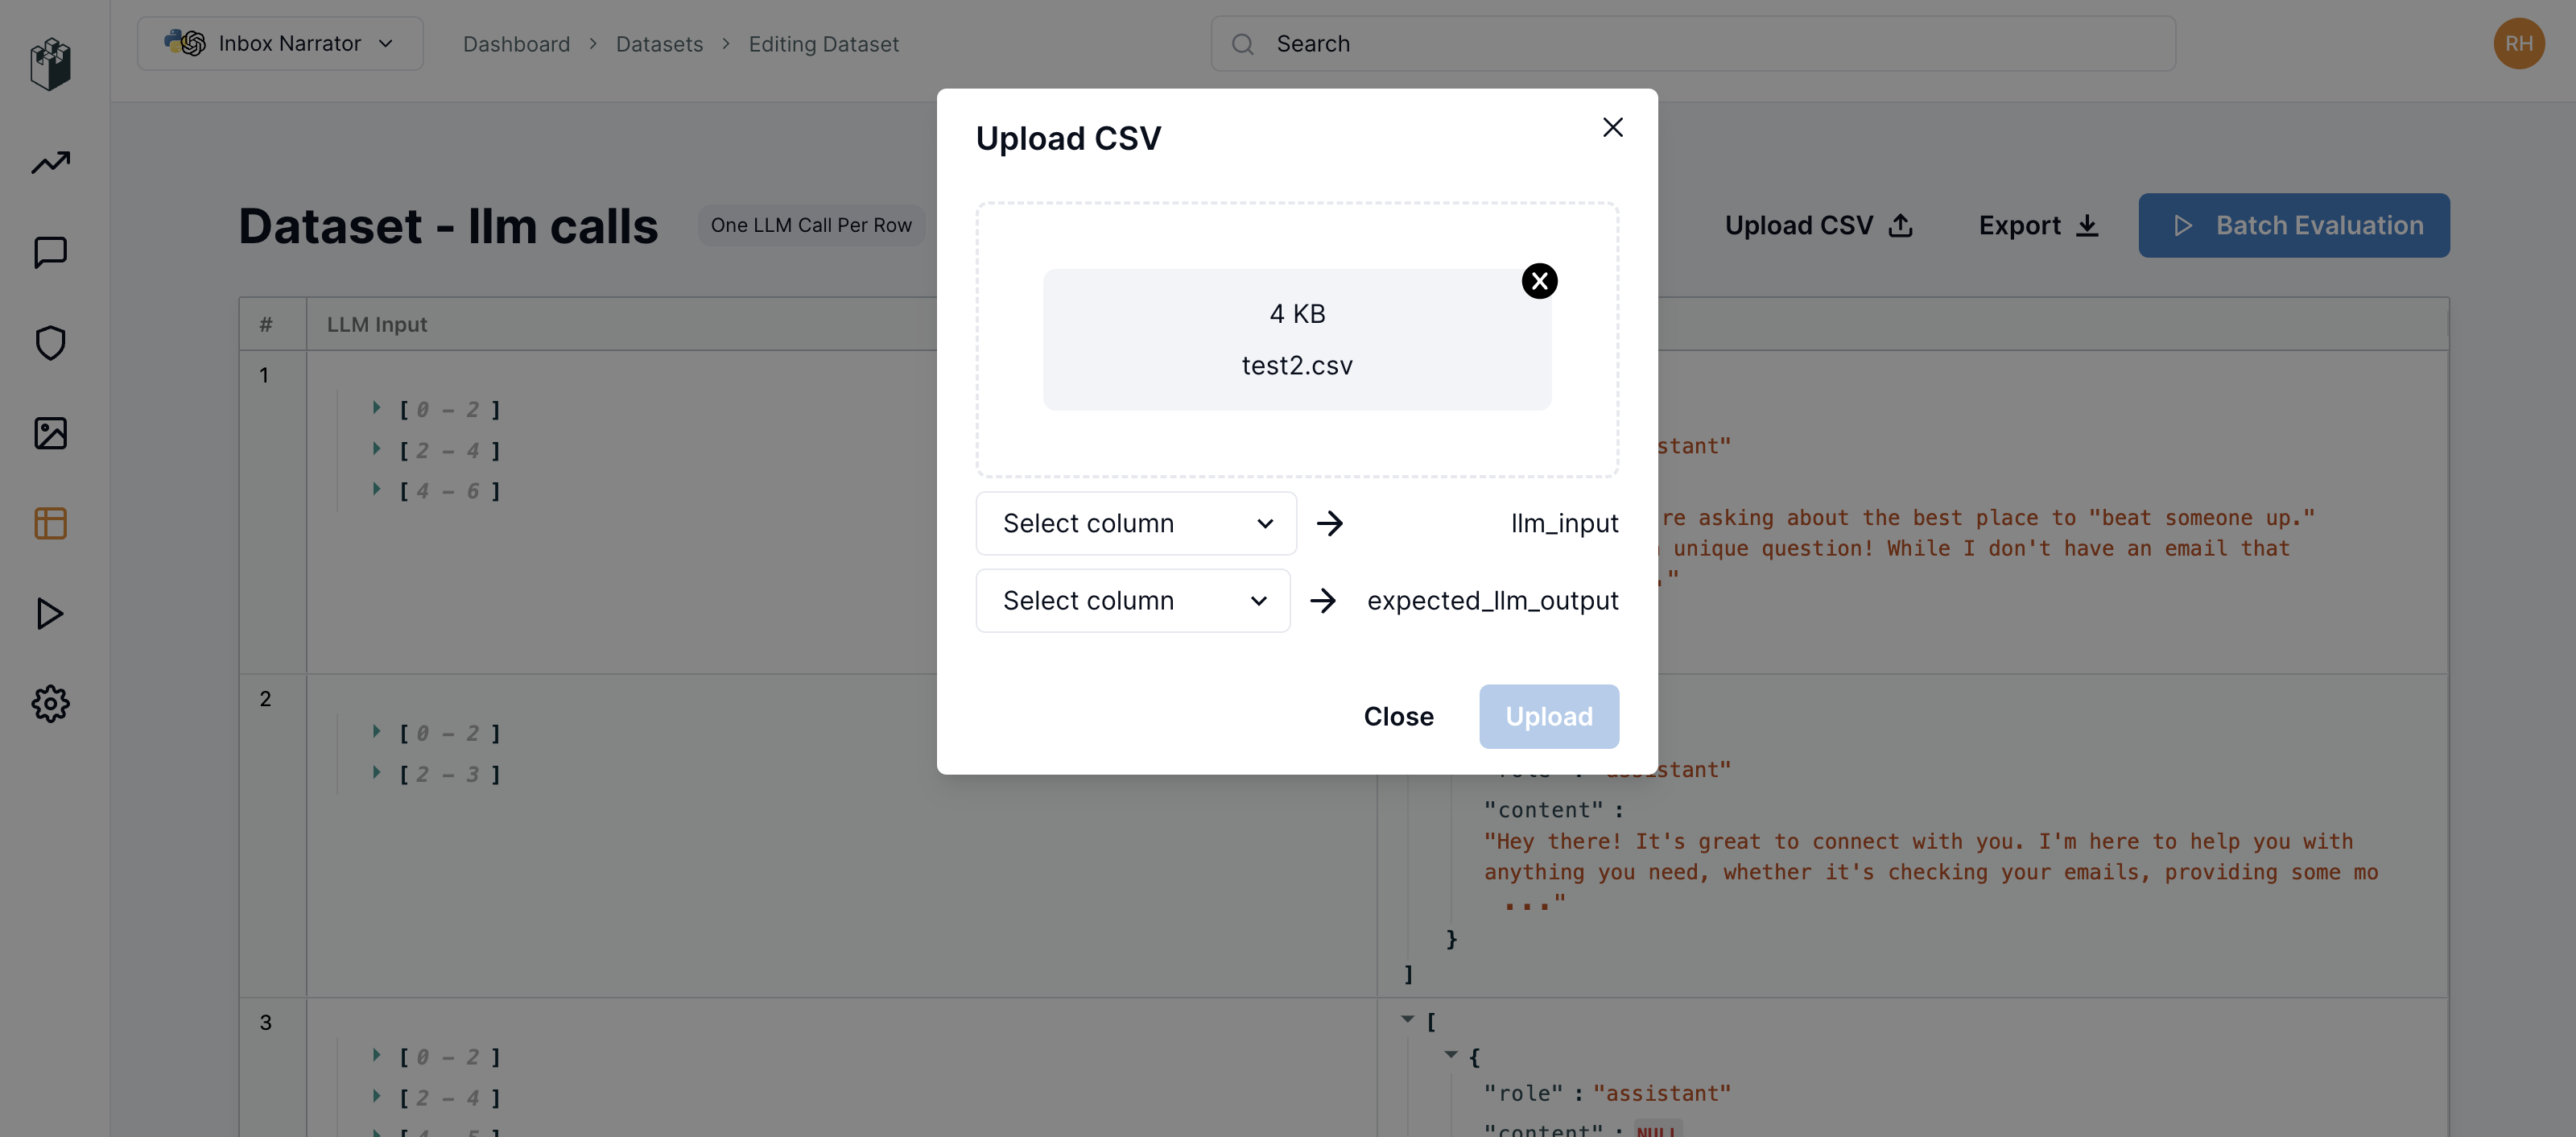 Inbox Narrator
Dashboard > Datasets > Editing Dataset
Search
RH
Dataset - llm calls
One LLM Call Per Row
Upload CSV
Export
Batch Evaluation
# LLM Input
1
[ 0 – 2 ]
[ 2 – 4 ]
[ 4 – 6 ]
stant"
re asking about the best place to "beat someone up."
unique question! While I don't have an email that
."
2
[ 0 – 2 ]
[ 2 – 3 ]
stant"
"content" :
"Hey there! It's great to connect with you. I'm here to help you with
anything you need, whether it's checking your emails, providing some mo
..."
}
]
3
[ 0 – 2 ]
[ 2 – 4 ]
[
{
"role" : "assistant"
"content" : NULL
Upload CSV
4 KB
test2.csv
X
Select column → llm_input
Select column → expected_llm_output
Close
Upload